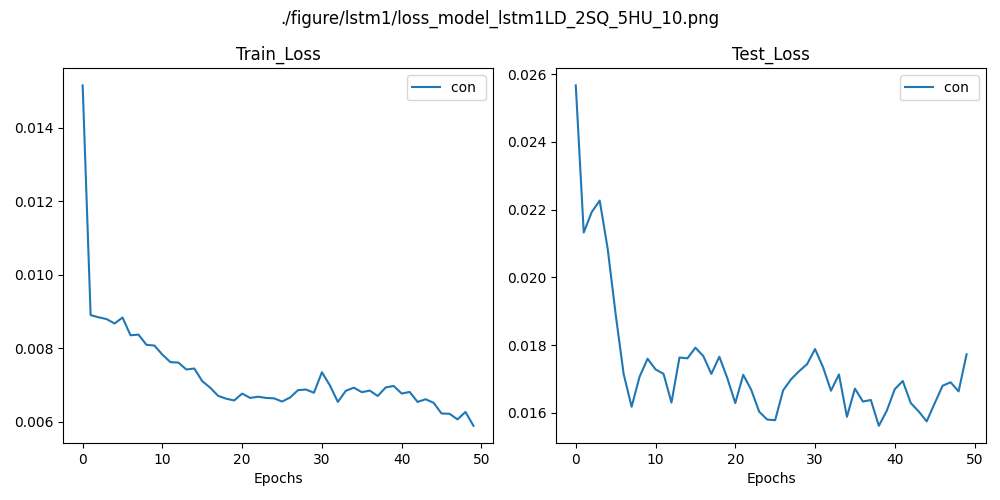 ./figure/lstm1/loss_model_lstm1LD_2SQ_5HU_10.png
Train_Loss
con
0.014
0.012
0.010
0.008
0.006
0 10 20 30 40 50
Epochs
Test_Loss
con
0.026
0.024
0.022
0.020
0.018
0.016
0 10 20 30 40 50
Epochs